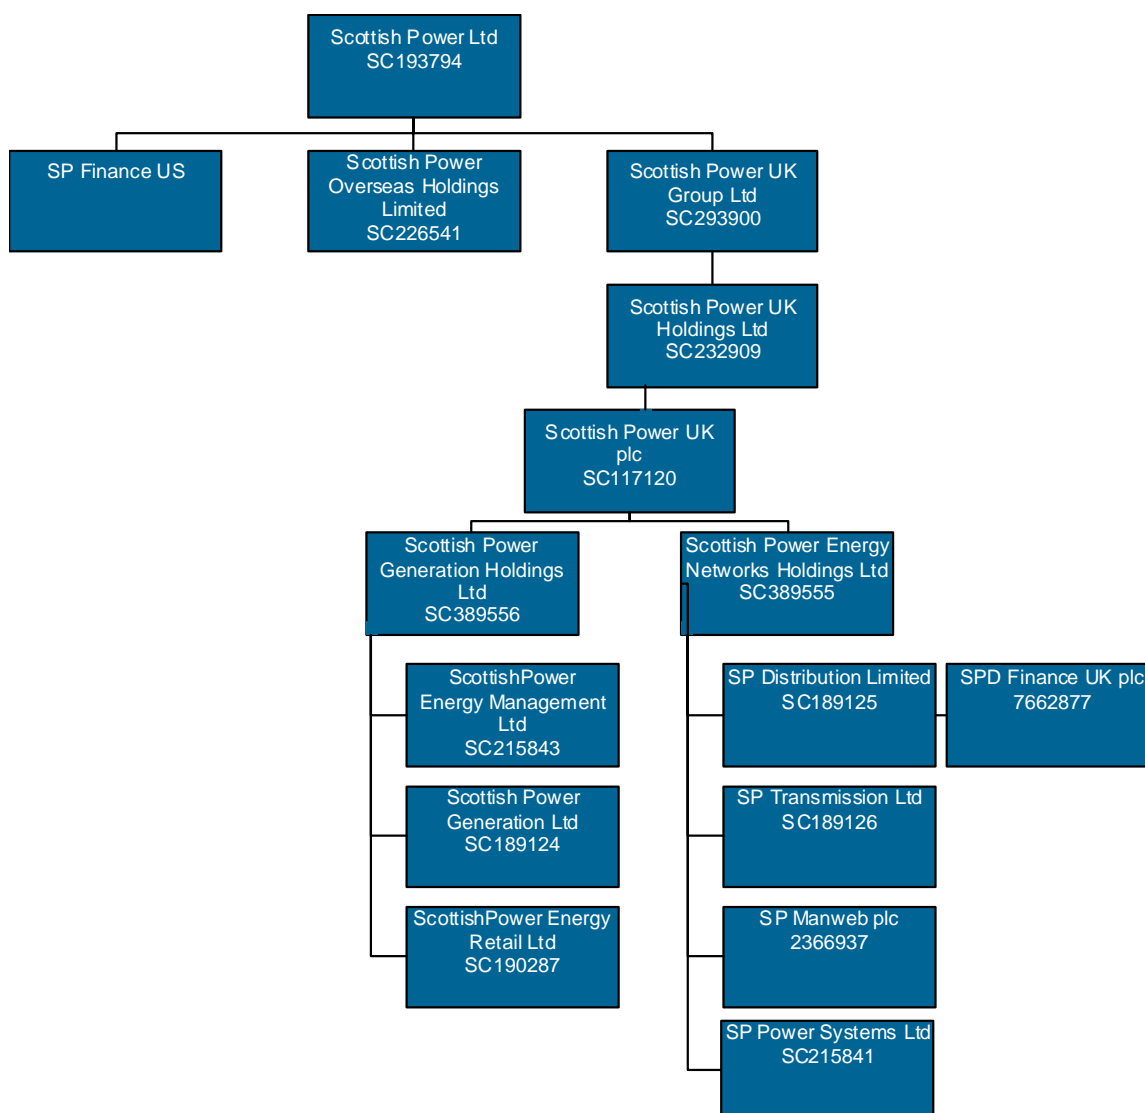 Scottish Power Ltd
SC193794
SP Finance US
Scottish Power
Overseas Holdings
Limited
SC226541
Scottish Power UK
Group Ltd
SC293900
Scottish Power UK
Holdings Ltd
SC232909
Scottish Power UK
plc
SC117120
Scottish Power
Generation Holdings
Ltd
SC389556
Scottish Power Energy
Networks Holdings Ltd
SC389555
ScottishPower
Energy Management
Ltd
SC215843
SP Distribution Limited
SC189125
SPD Finance UK plc
7662877
Scottish Power
Generation Ltd
SC189124
SP Transmission Ltd
SC189126
ScottishPower Energy
Retail Ltd
SC190287
SP Manweb plc
2366937
SP Power Systems Ltd
SC215841